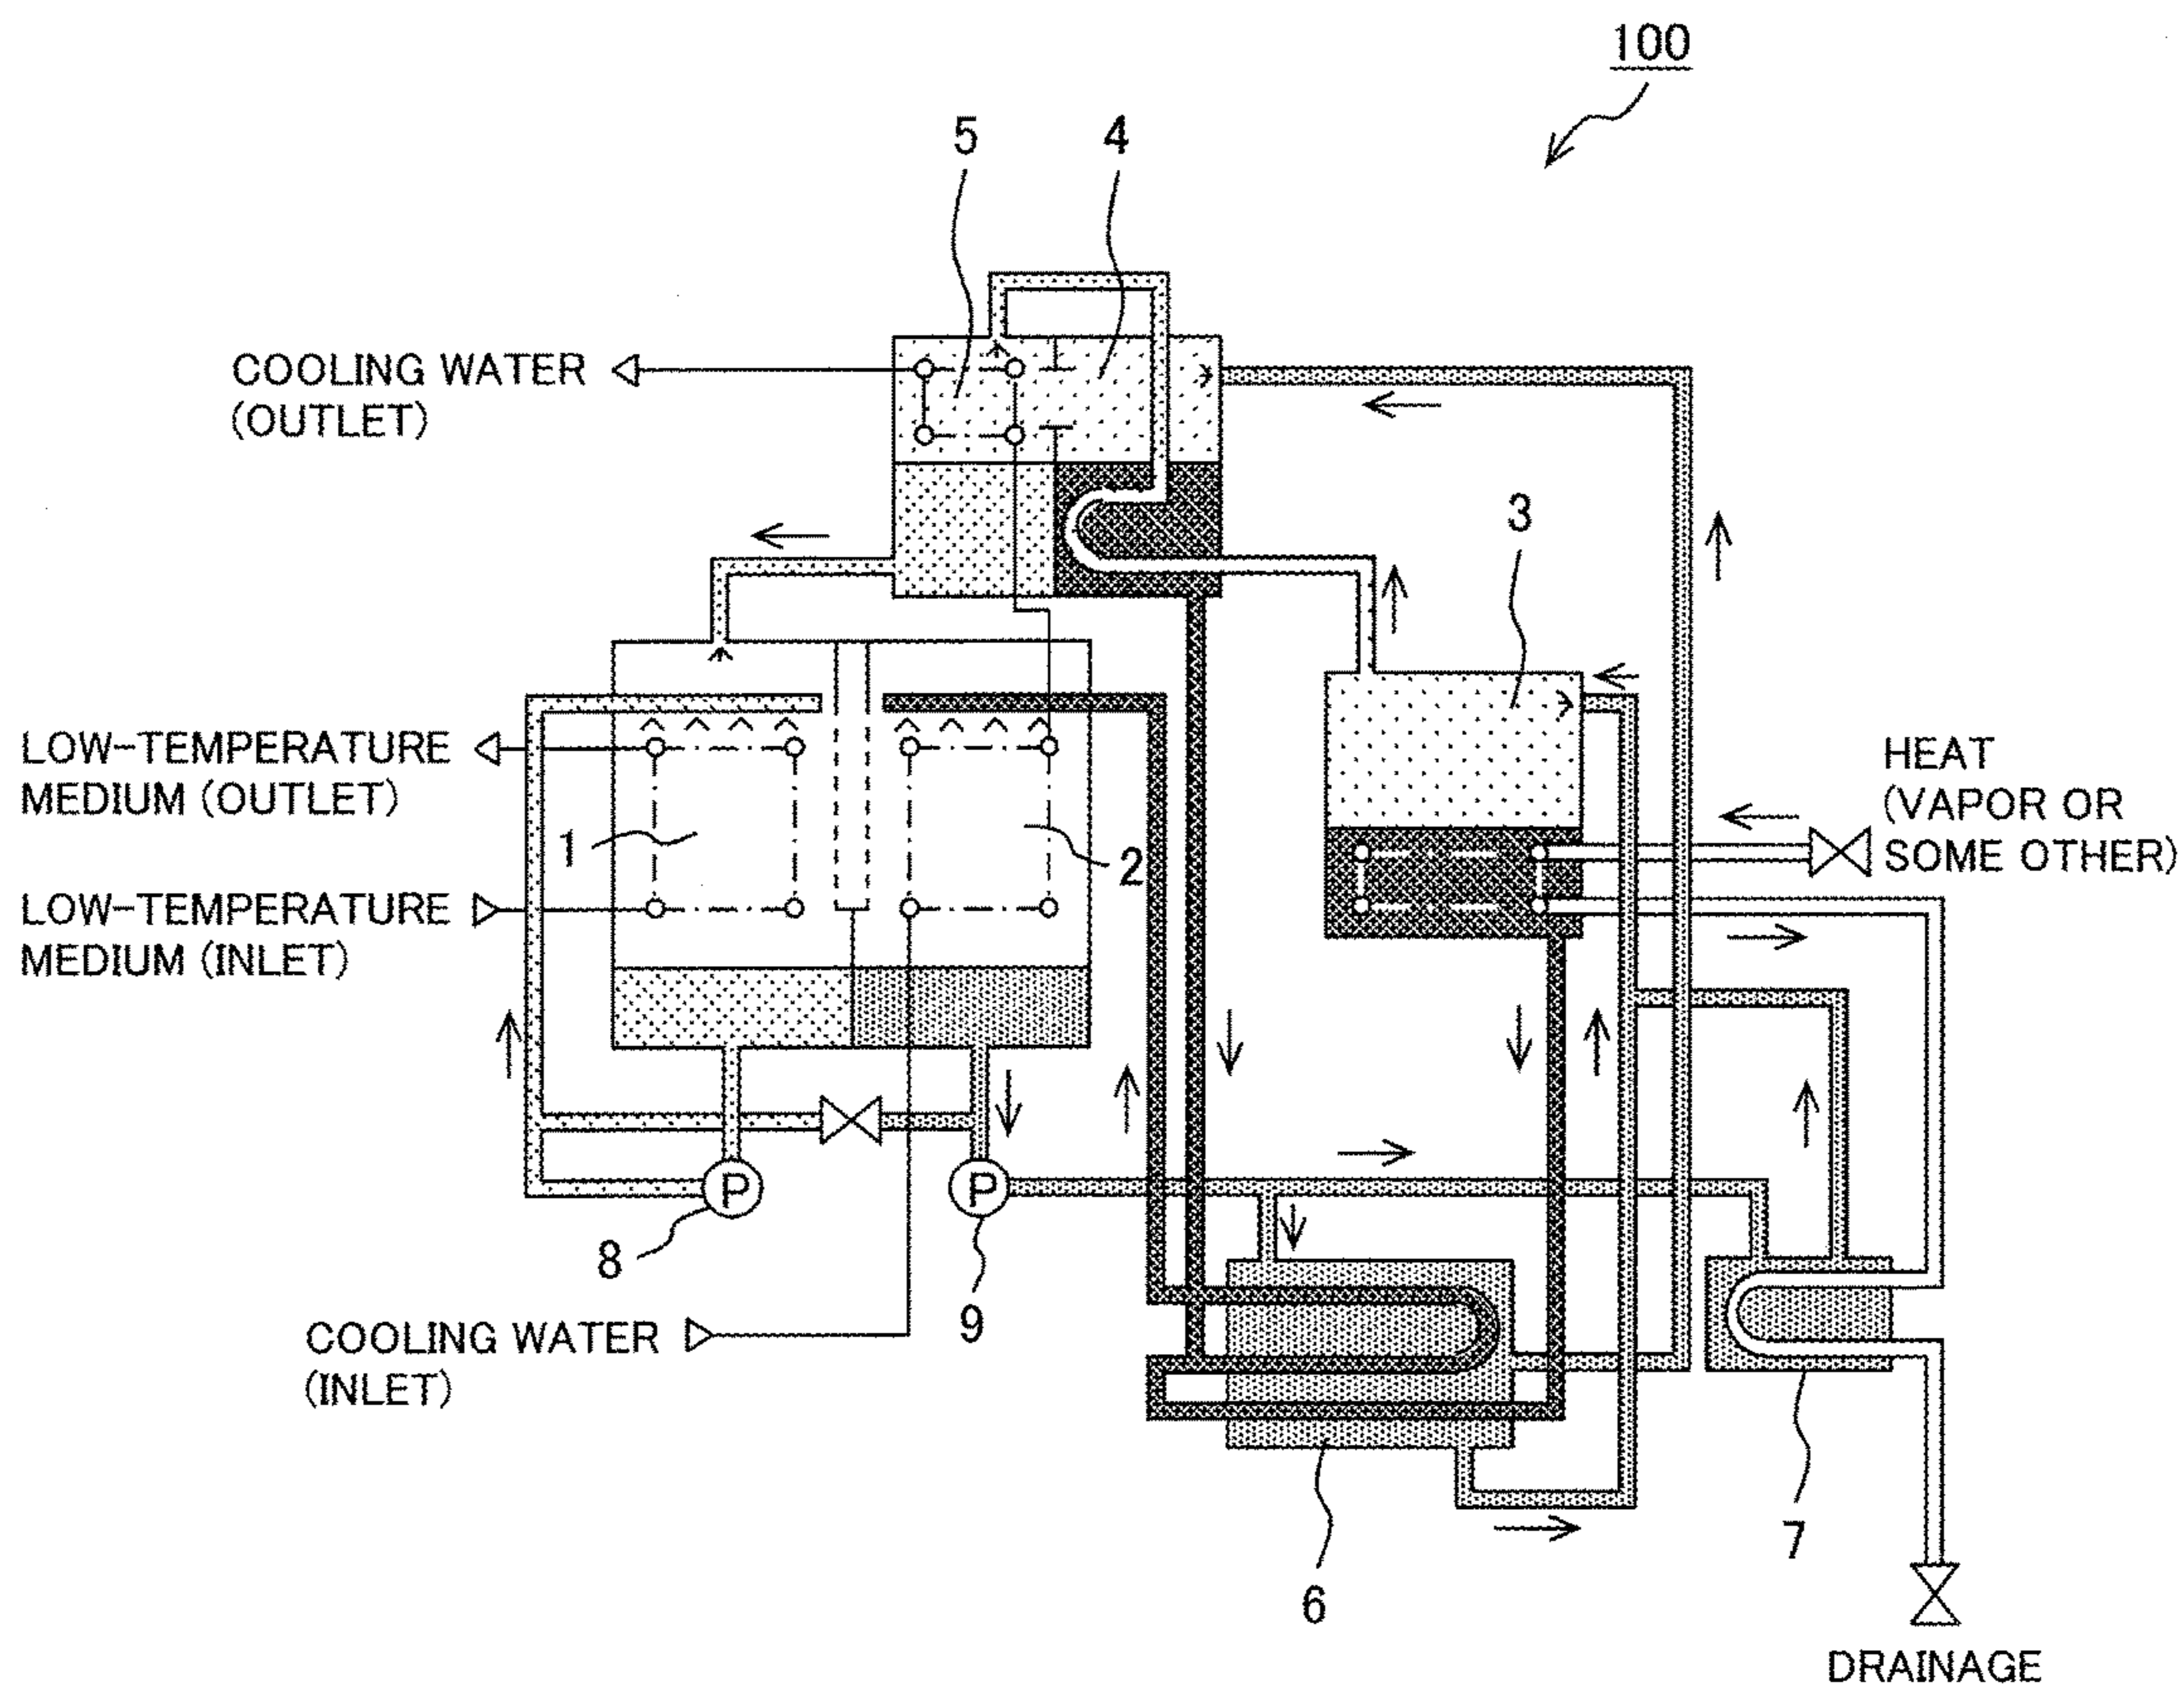 100
5
4
COOLING WATER
(OUTLET)
3
LOW-TEMPERATURE
MEDIUM (OUTLET)
HEAT
(VAPOR OR
SOME OTHER)
1
2
LOW-TEMPERATURE
MEDIUM (INLET)
P
P
8
9
COOLING WATER
(INLET)
7
6
DRAINAGE